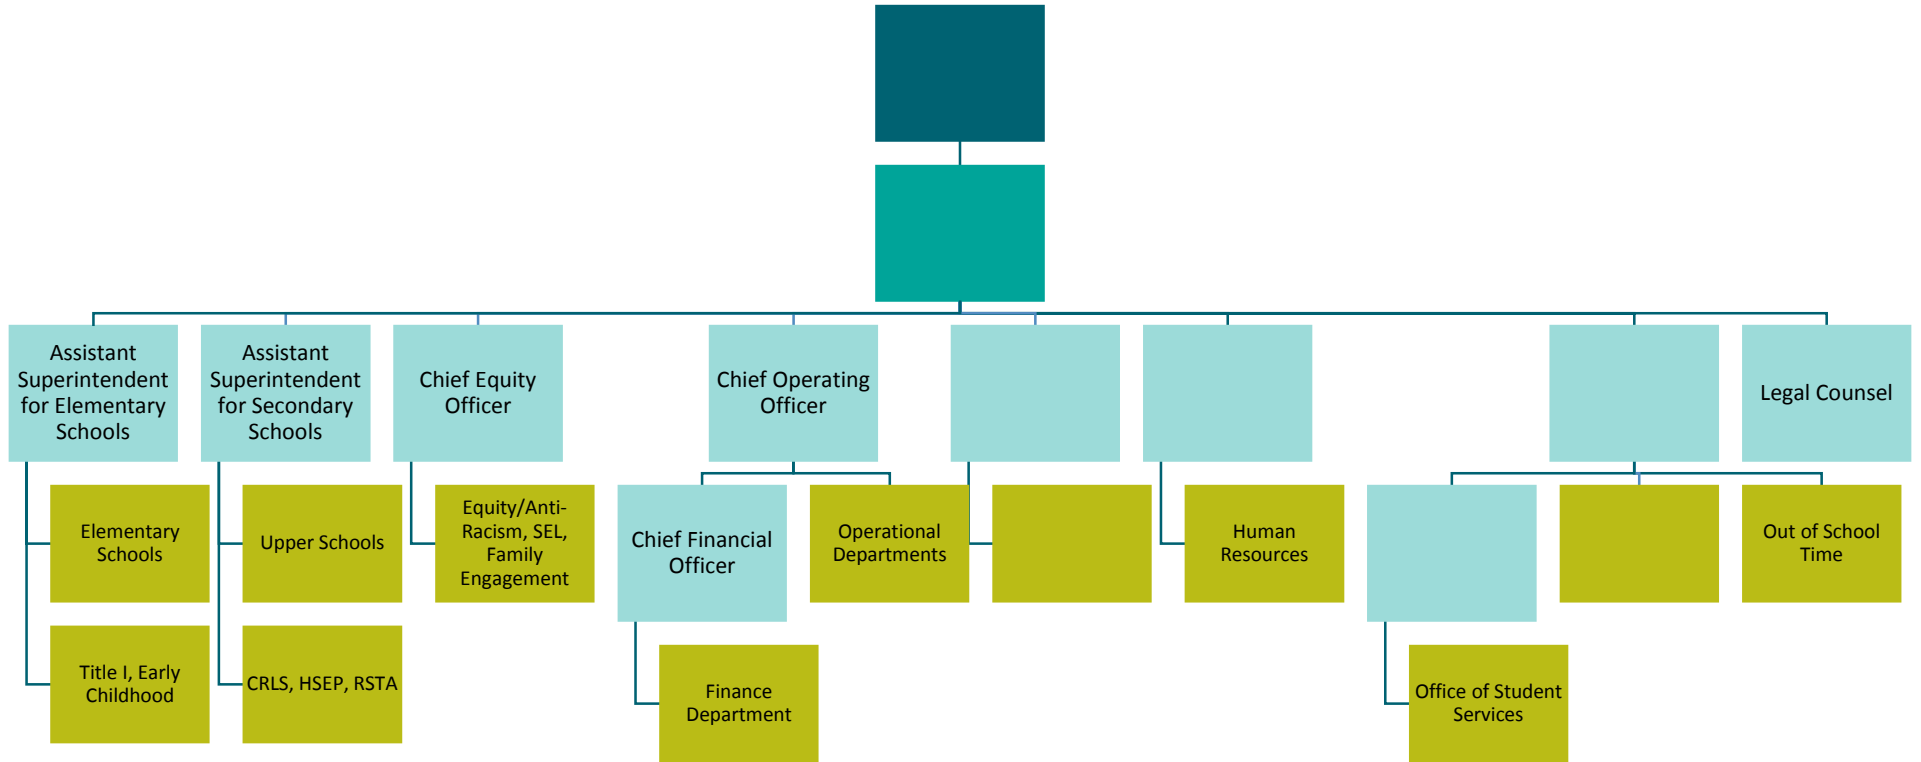 Assistant
Superintendent
for Elementary
Schools
Assistant
Superintendent
for Secondary
Schools
Chief Equity
Officer
Chief Operating
Officer
Legal Counsel
Elementary
Schools
Upper Schools
Equity/Anti-
Racism, SEL,
Family
Engagement
Chief Financial
Officer
Operational
Departments
Human
Resources
Out of School
Time
Title I, Early
Childhood
CRLS, HSEP, RSTA
Finance
Department
Office of Student
Services